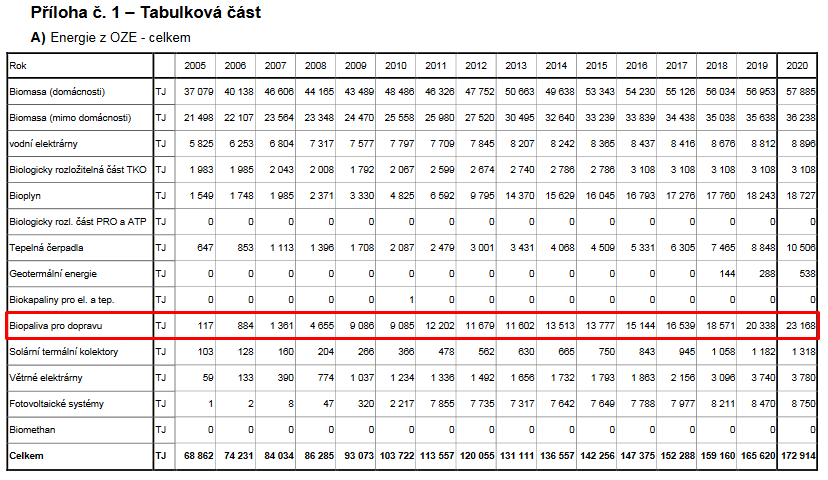 Příloha č. 1 – Tabulková část
A) Energie z OZE - celkem
Rok 2005 2006 2007 2008 2009 2010 2011 2012 2013 2014 2015 2016 2017 2018 2019 2020
Biomasa (domácnosti) TJ 37 079 40 138 46 606 44 165 43 489 48 486 46 326 47 752 50 663 49 638 53 343 54 230 55 126 56 034 56 953 57 885
Biomasa (mimo domácnosti) TJ 21 498 22 107 23 564 23 348 24 470 25 558 25 980 27 520 30 495 32 640 33 239 33 839 34 438 35 038 35 638 36 238
vodní elektrárny TJ 5 825 6 253 6 804 7 317 7 577 7 797 7 709 7 845 8 207 8 242 8 365 8 437 8 416 8 676 8 812 8 896
Biologicky rozložitelná část TKO TJ 1 983 1 985 2 043 2 008 1 792 2 067 2 599 2 674 2 740 2 786 2 786 3 108 3 108 3 108 3 108 3 108
Bioplyn TJ 1 549 1 748 1 985 2 371 3 330 4 825 6 592 9 795 14 370 15 629 16 045 16 793 17 276 17 760 18 243 18 727
Biologicky rozl. část PRO a ATP TJ 0 0 0 0 0 0 0 0 0 0 0 0 0 0 0 0
Tepelná čerpadla TJ 647 853 1 113 1 396 1 708 2 087 2 479 3 001 3 431 4 068 4 509 5 331 6 305 7 465 8 848 10 506
Geotermální energie TJ 0 0 0 0 0 0 0 0 0 0 0 0 0 144 288 538
Biokapaliny pro el. a tep. TJ 0 0 0 0 0 1 0 0 0 0 0 0 0 0 0 0
Biopaliva pro dopravu TJ 117 884 1 361 4 655 9 086 9 085 12 202 11 679 11 602 13 513 13 777 15 144 16 539 18 571 20 338 23 168
Solární termální kolektory TJ 103 128 160 204 266 366 478 562 630 665 750 843 945 1 058 1 182 1 318
Větrné elektrárny TJ 59 133 390 774 1 037 1 234 1 336 1 492 1 656 1 732 1 793 1 863 2 156 3 096 3 740 3 780
Fotovoltaické systémy TJ 1 2 8 47 320 2 217 7 855 7 735 7 317 7 642 7 649 7 788 7 977 8 211 8 470 8 750
Biomethan TJ 0 0 0 0 0 0 0 0 0 0 0 0 0 0 0 0
Celkem TJ 68 862 74 231 84 034 86 285 93 073 103 722 113 557 120 055 131 111 136 557 142 256 147 375 152 288 159 160 165 620 172 914